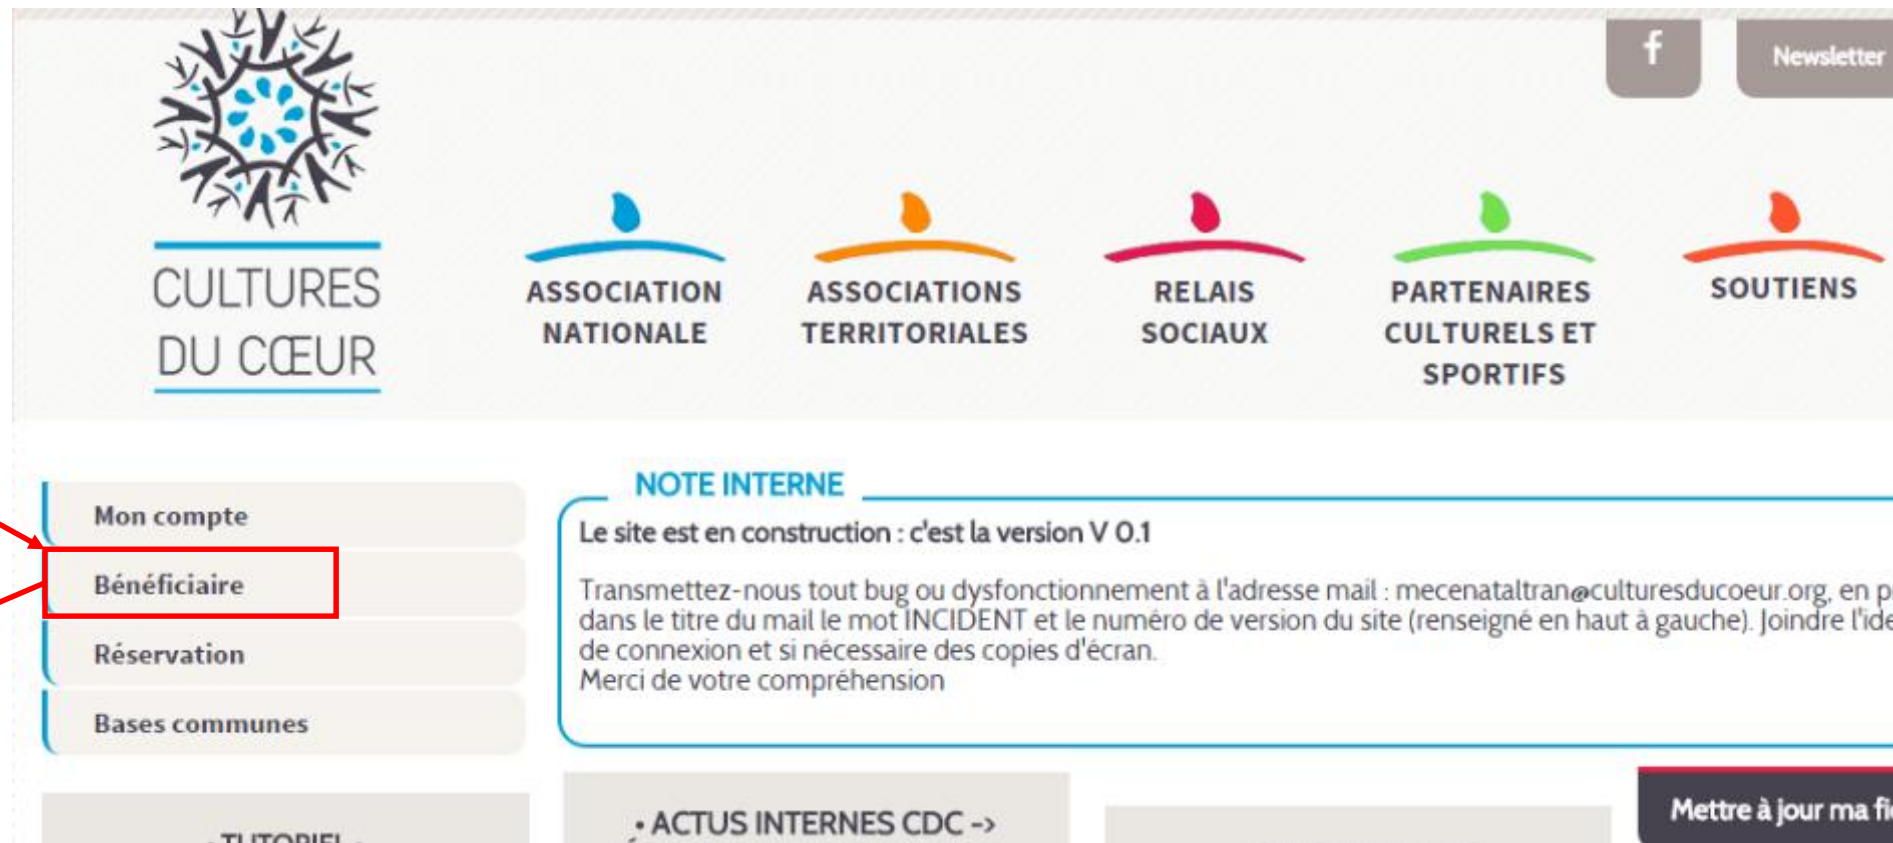 f
Newsletter
CULTURES
DU CŒUR
ASSOCIATION
NATIONALE
ASSOCIATIONS
TERRITORIALES
RELAIS
SOCIAUX
PARTENAIRES
CULTURELS ET
SPORTIFS
SOUTIENS
Mon compte
Bénéficiaire
Réservation
Bases communes
NOTE INTERNE
Le site est en construction : c'est la version V 0.1
Transmettez-nous tout bug ou dysfonctionnement à l'adresse mail : mecenataltran@culturesducoeur.org, en p
dans le titre du mail le mot INCIDENT et le numéro de version du site (renseigné en haut à gauche). Joindre l'ide
de connexion et si nécessaire des copies d'écran.
Merci de votre compréhension
• TUTORIEL •
• ACTUS INTERNES CDC ->
Mettre à jour ma fi